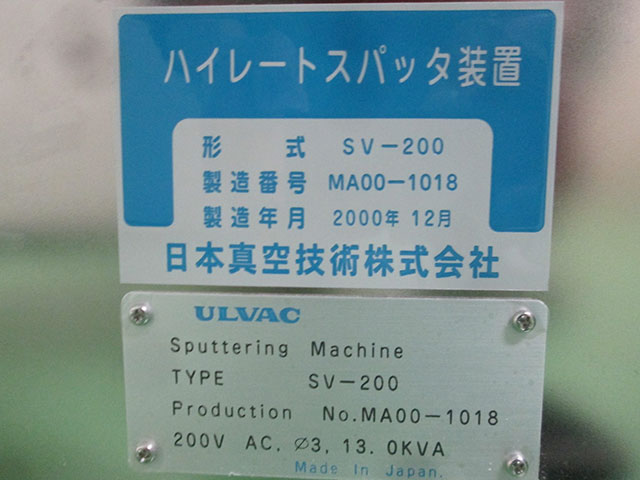 ハイレートスパッタ装置
形 式 SV-200
製造番号 MA00-1018
製造年月 2000年 12月
日本真空技術株式会社
ULVAC
Sputtering Machine
TYPE SV-200
Production No.MA00-1018
200V AC, Ø3, 13.0KVA
Made In Japan.